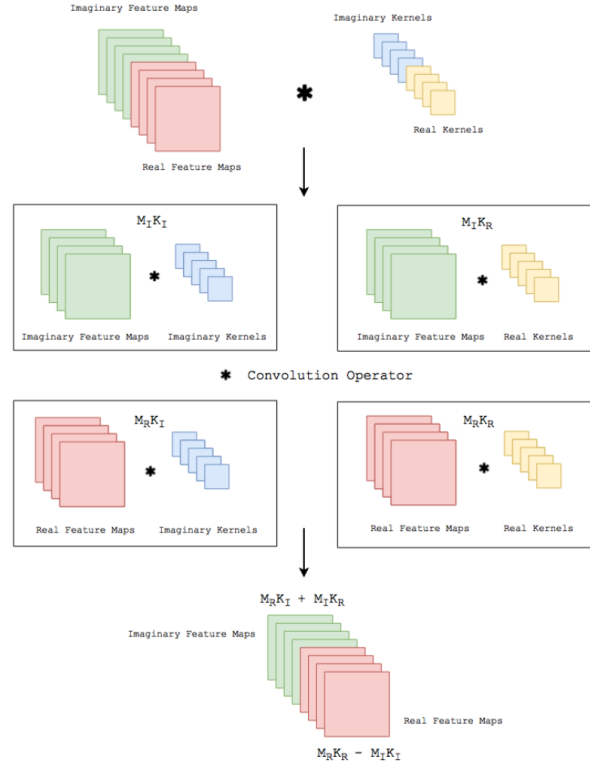 Imaginary Feature Maps
Imaginary Kernels
*
Real Kernels
Real Feature Maps
M_I K_I
*
Imaginary Feature Maps Imaginary Kernels
M_I K_R
*
Imaginary Feature Maps Real Kernels
* Convolution Operator
M_R K_I
*
Real Feature Maps Imaginary Kernels
M_R K_R
*
Real Feature Maps Real Kernels
M_R K_I + M_I K_R
Imaginary Feature Maps
Real Feature Maps
M_R K_R - M_I K_I